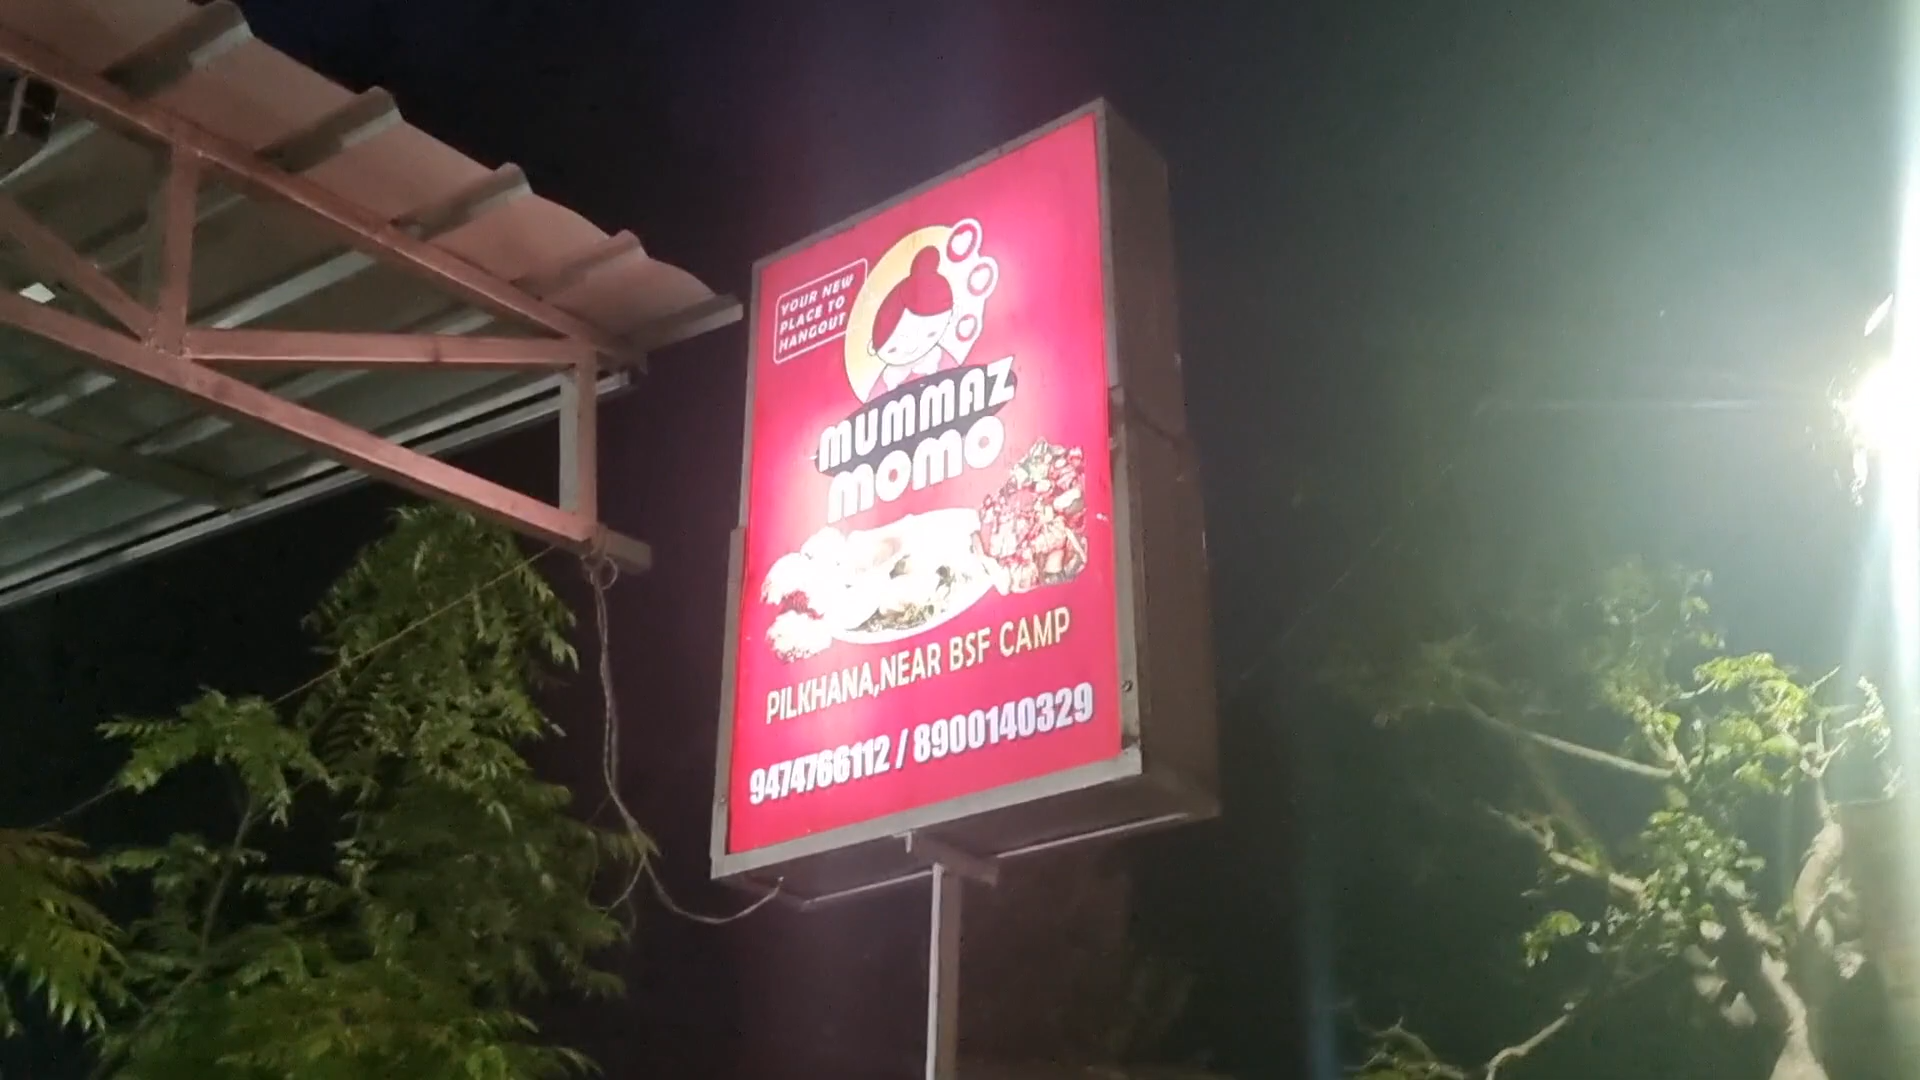 YOUR NEW
PLACE TO
HANGOUT
MUMMAZ
MOMO
PILKHANA,NEAR BSF CAMP
9474766112 / 8900140329